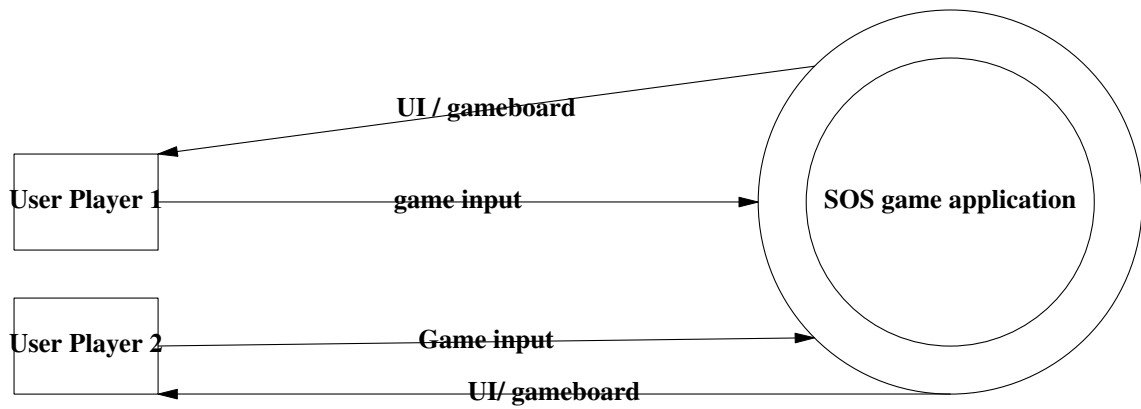 UI / gameboard
User Player 1
game input
SOS game application
User Player 2
Game input
UI/ gameboard